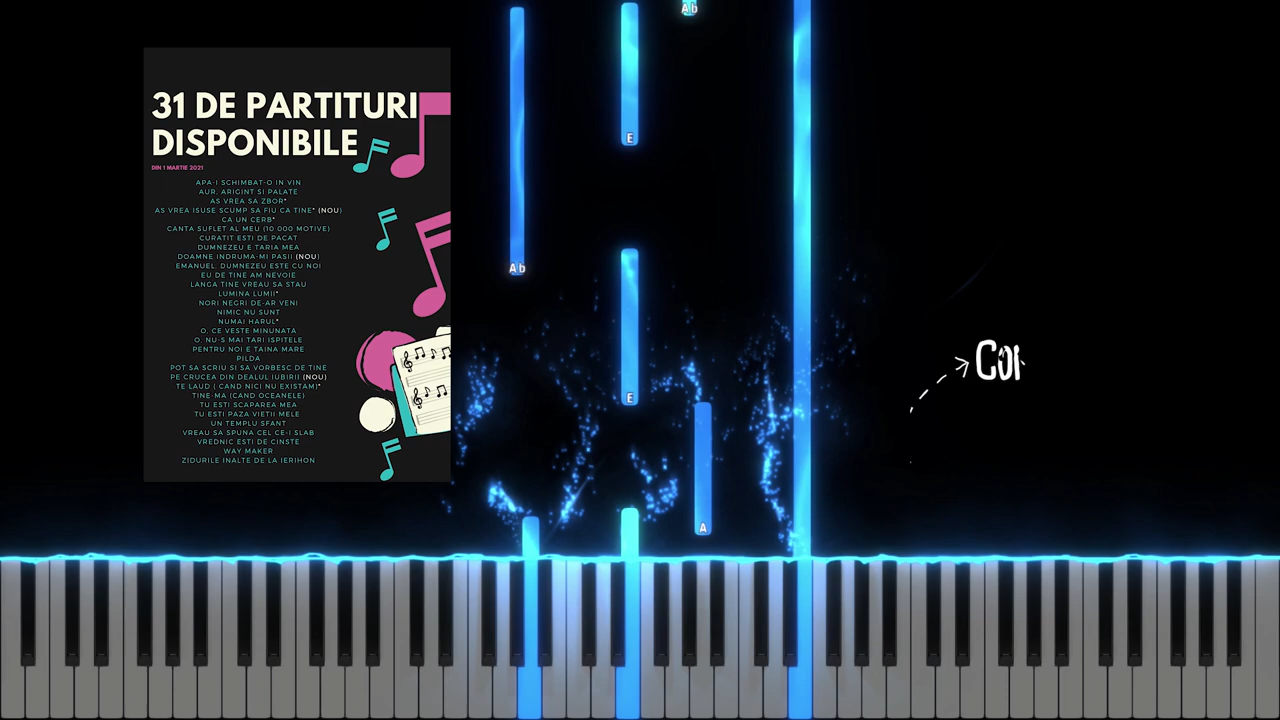 31 DE PARTITURI
DISPONIBILE
DIN 1 MARTIE 2021
APA-I SCHIMBAT-O IN VIN
AUR, ARIGINT SI PALATE
AS VREA SA ZBOR*
AS VREA ISUSE SCUMP SA FIU CA TINE* (NOU)
CA UN CERB*
CANTA SUFLET AL MEU (10 000 MOTIVE)
CURATIT ESTI DE PACAT
DUMNEZEU E TARIA MEA
DOAMNE INDRUMA-MI PASII (NOU)
EMANUEL, DUMNEZEU ESTE CU NOI
EU DE TINE AM NEVOIE
LANGA TINE VREAU SA STAU
LUMINA LUMII*
NORI NEGRI DE-AR VENI
NIMIC NU SUNT
NUMAI HARUL*
O, CE VESTE MINUNATA
O, NU-S MAI TARI ISPITELE
PENTRU NOI E TAINA MARE
PILDA
POT SA SCRIU SI SA VORBESC DE TINE
PE CRUCEA DIN DEALUL IUBIRII (NOU)
TE LAUD ( CAND NICI NU EXISTAM)*
TINE-MA (CAND OCEANELE)
TU ESTI SCAPAREA MEA
TU ESTI PAZA VIETII MELE
UN TEMPLU SFANT
VREAU SA SPUNA CEL CE-I SLAB
VREDNIC ESTI DE CINSTE
WAY MAKER
ZIDURILE INALTE DE LA IERIHON
Ab
E
Ab
E
A